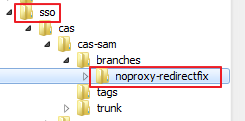 sso
cas
cas-sam
branches
noproxy-redirectfix
tags
trunk